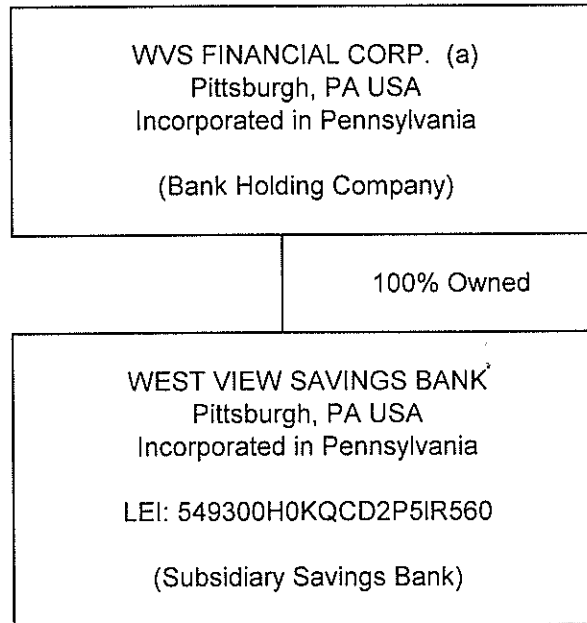 WVS FINANCIAL CORP. (a)
Pittsburgh, PA USA
Incorporated in Pennsylvania
(Bank Holding Company)
100% Owned
WEST VIEW SAVINGS BANK
Pittsburgh, PA USA
Incorporated in Pennsylvania
LEI: 549300H0KQCD2P5IR560
(Subsidiary Savings Bank)